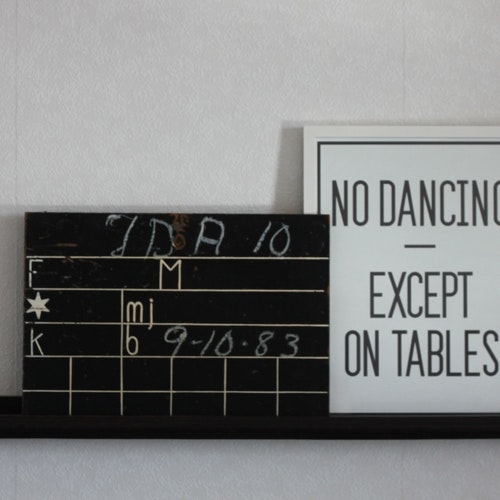 IDA 10
F M
mj
k b 9-10-83
NO DANCING
—
EXCEPT
ON TABLES